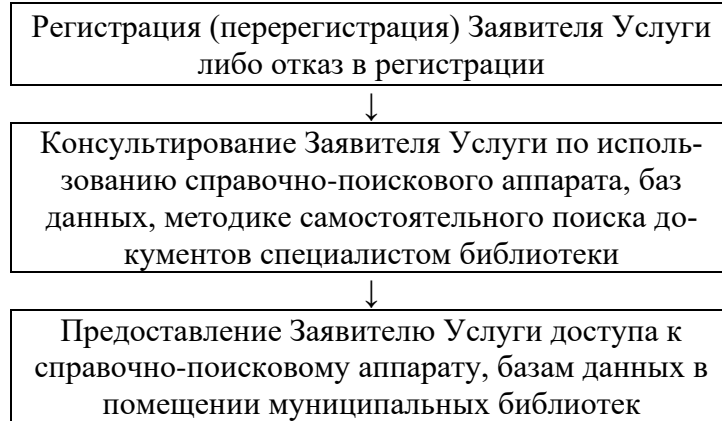 Регистрация (перерегистрация) Заявителя Услуги
либо отказ в регистрации
↓
Консультирование Заявителя Услуги по исполь-
зованию справочно-поискового аппарата, баз
данных, методике самостоятельного поиска до-
кументов специалистом библиотеки
↓
Предоставление Заявителю Услуги доступа к
справочно-поисковому аппарату, базам данных в
помещении муниципальных библиотек